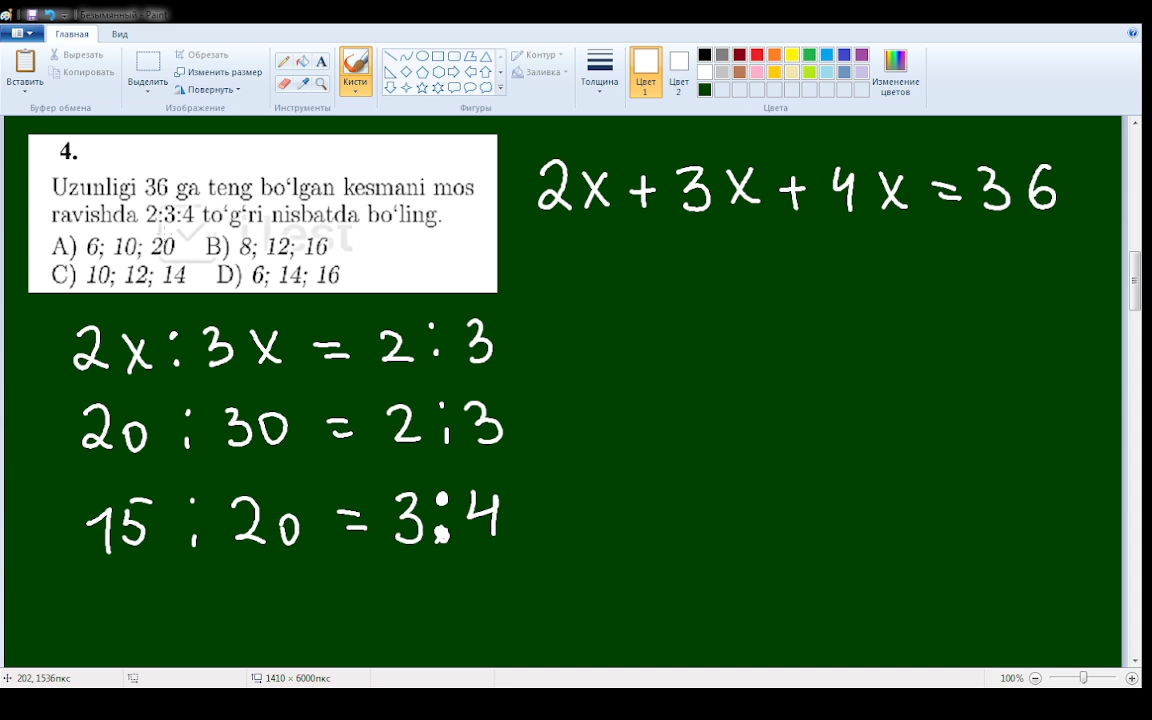 Безымянный - Paint
Главная Вид
Вставить
Вырезать
Копировать
Буфер обмена
Выделить
Обрезать
Изменить размер
Повернуть
Изображение
A
Инструменты
Кисти
Контур
Заливка
Фигуры
Толщина
Цвет 1
Цвет 2
Изменение цветов
Цвета
4.
Uzunligi 36 ga teng bo‘lgan kesmani mos
ravishda 2:3:4 to‘g‘ri nisbatda bo‘ling.
A) 6; 10; 20 B) 8; 12; 16
C) 10; 12; 14 D) 6; 14; 16
iTest
2x + 3x + 4x = 36
2x : 3x = 2 : 3
20 : 30 = 2 : 3
15 : 20 = 3 : 4
202, 1536пкс
1410 × 6000пкс
100%